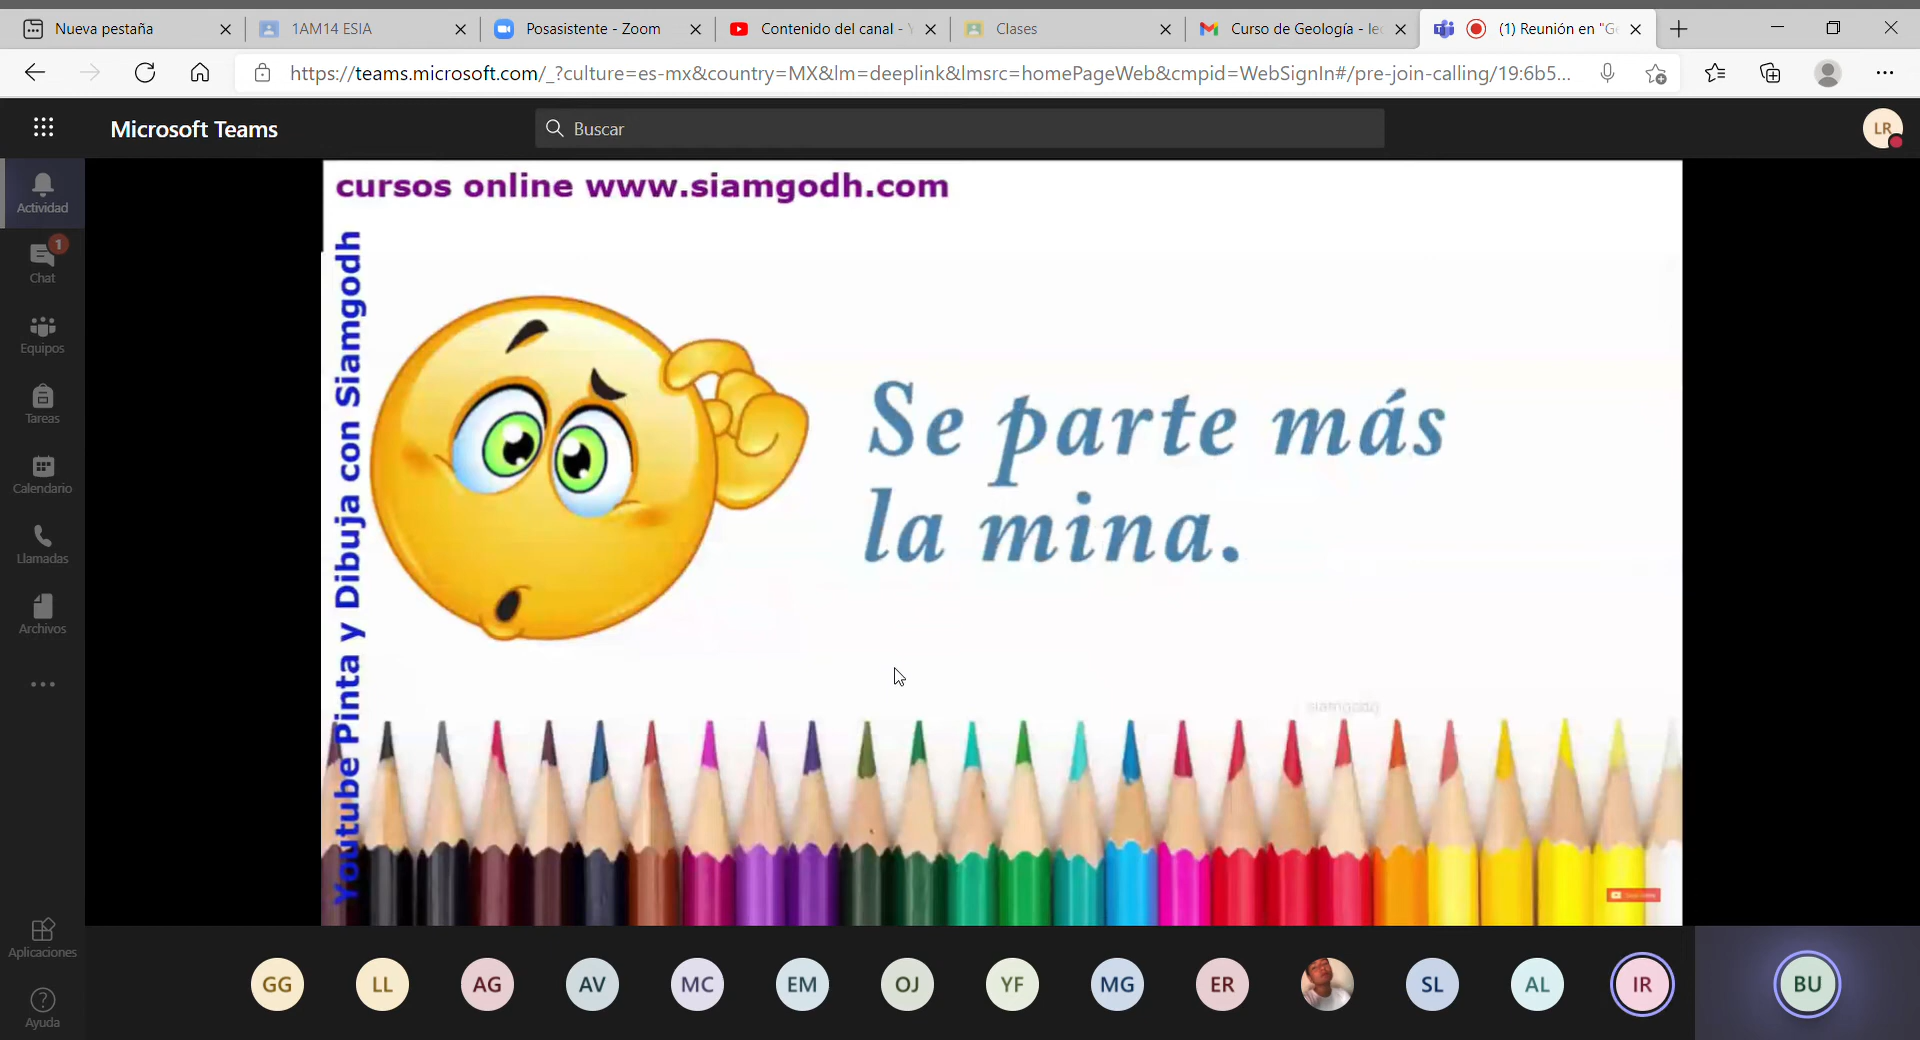 Nueva pestaña
1AM14 ESIA
Posasistente - Zoom
Contenido del canal -
Clases
Curso de Geología - lec
(1) Reunión en "Ge
https://teams.microsoft.com/_?culture=es-mx&country=MX&lm=deeplink&lmsrc=homePageWeb&cmpid=WebSignIn#/pre-join-calling/19:6b5...
Microsoft Teams
Buscar
LR
Actividad
1
Chat
Equipos
Tareas
Calendario
Llamadas
Archivos
Aplicaciones
Ayuda
cursos online www.siamgodh.com
Youtube Pinta y Dibuja con Siamgodh
Se parte más
la mina.
GG LL AG AV MC EM OJ YF MG ER SL AL IR BU